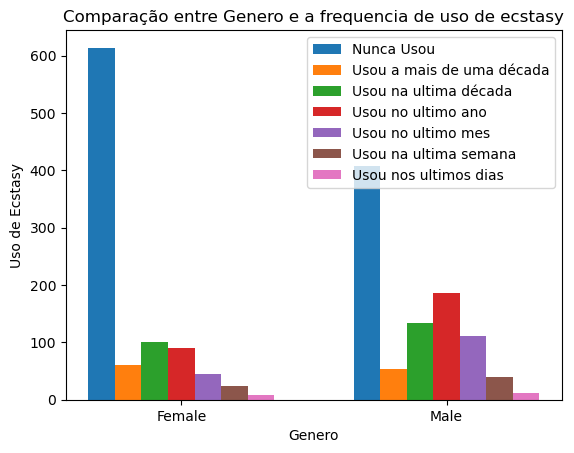 Comparação entre Genero e a frequencia de uso de ecstasy
Nunca Usou
Usou a mais de uma década
Usou na ultima década
Usou no ultimo ano
Usou no ultimo mes
Usou na ultima semana
Usou nos ultimos dias
Uso de Ecstasy
600
500
400
300
200
100
0
Female
Male
Genero